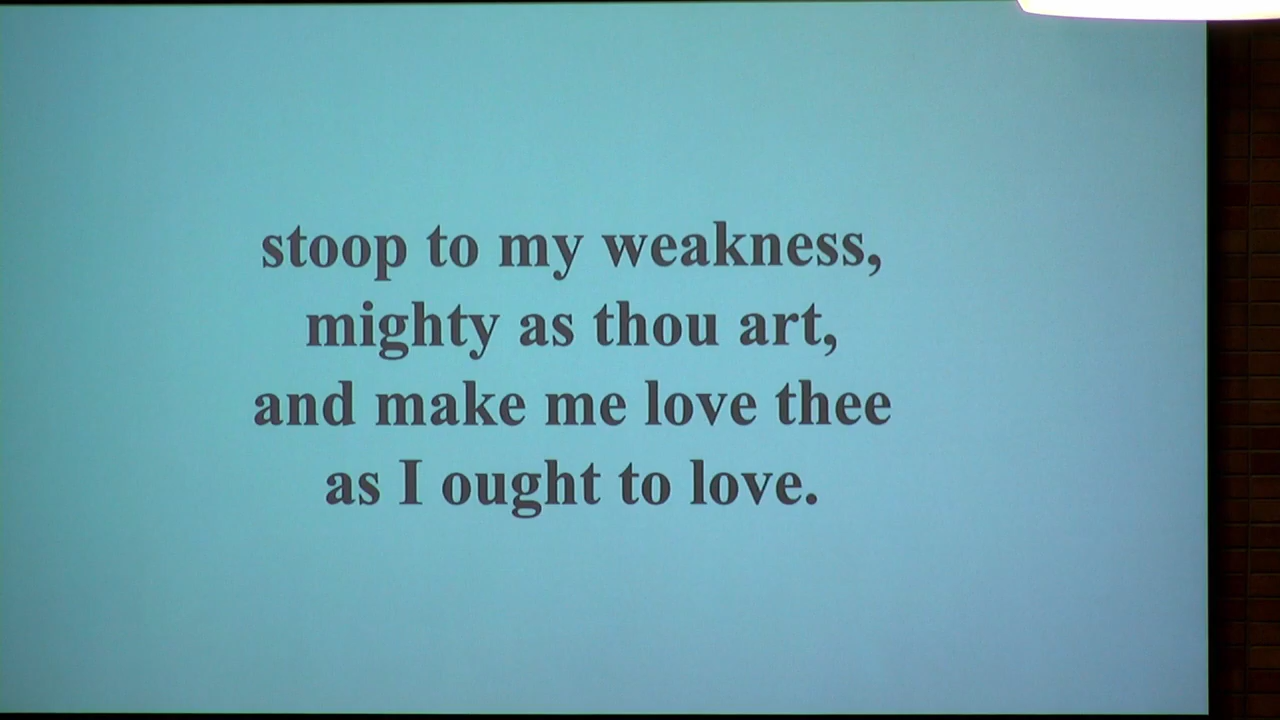 stoop to my weakness,
mighty as thou art,
and make me love thee
as I ought to love.